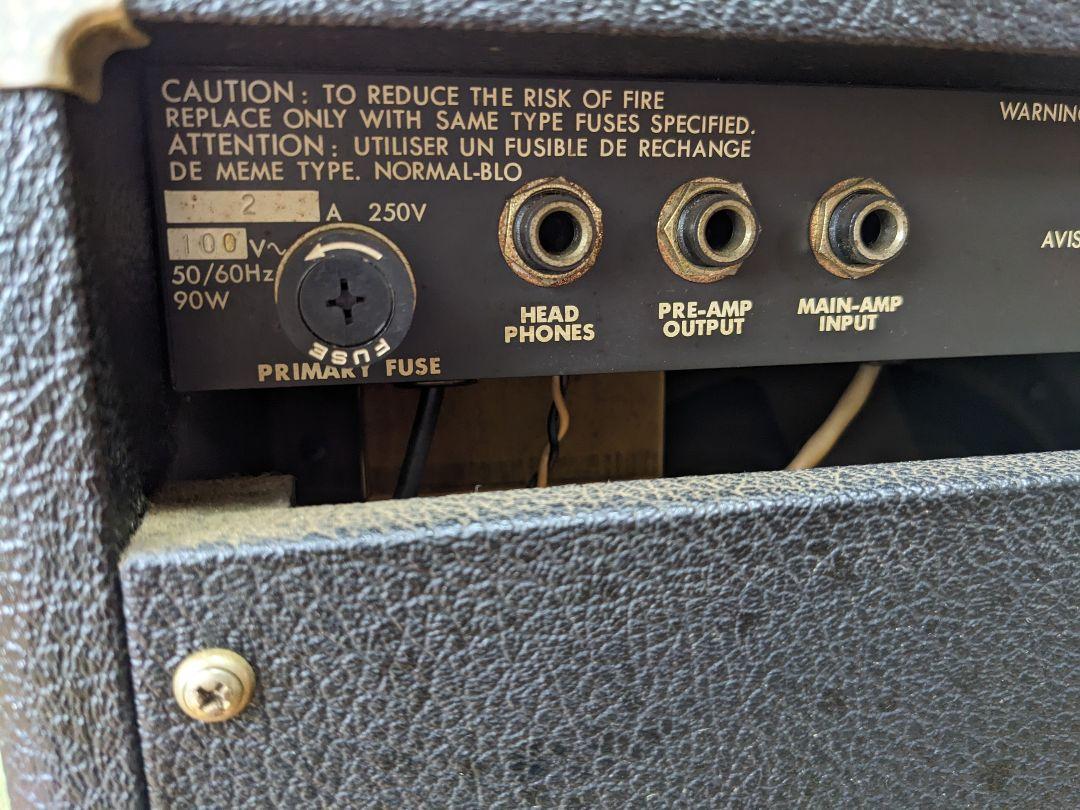 CAUTION : TO REDUCE THE RISK OF FIRE
REPLACE ONLY WITH SAME TYPE FUSES SPECIFIED.
ATTENTION : UTILISER UN FUSIBLE DE RECHANGE
DE MEME TYPE. NORMAL-BLO
2 A 250V
100 V~
50/60Hz
90W
FUSE
PRIMARY FUSE
HEAD
PHONES
PRE-AMP
OUTPUT
MAIN-AMP
INPUT
WARNING
AVIS